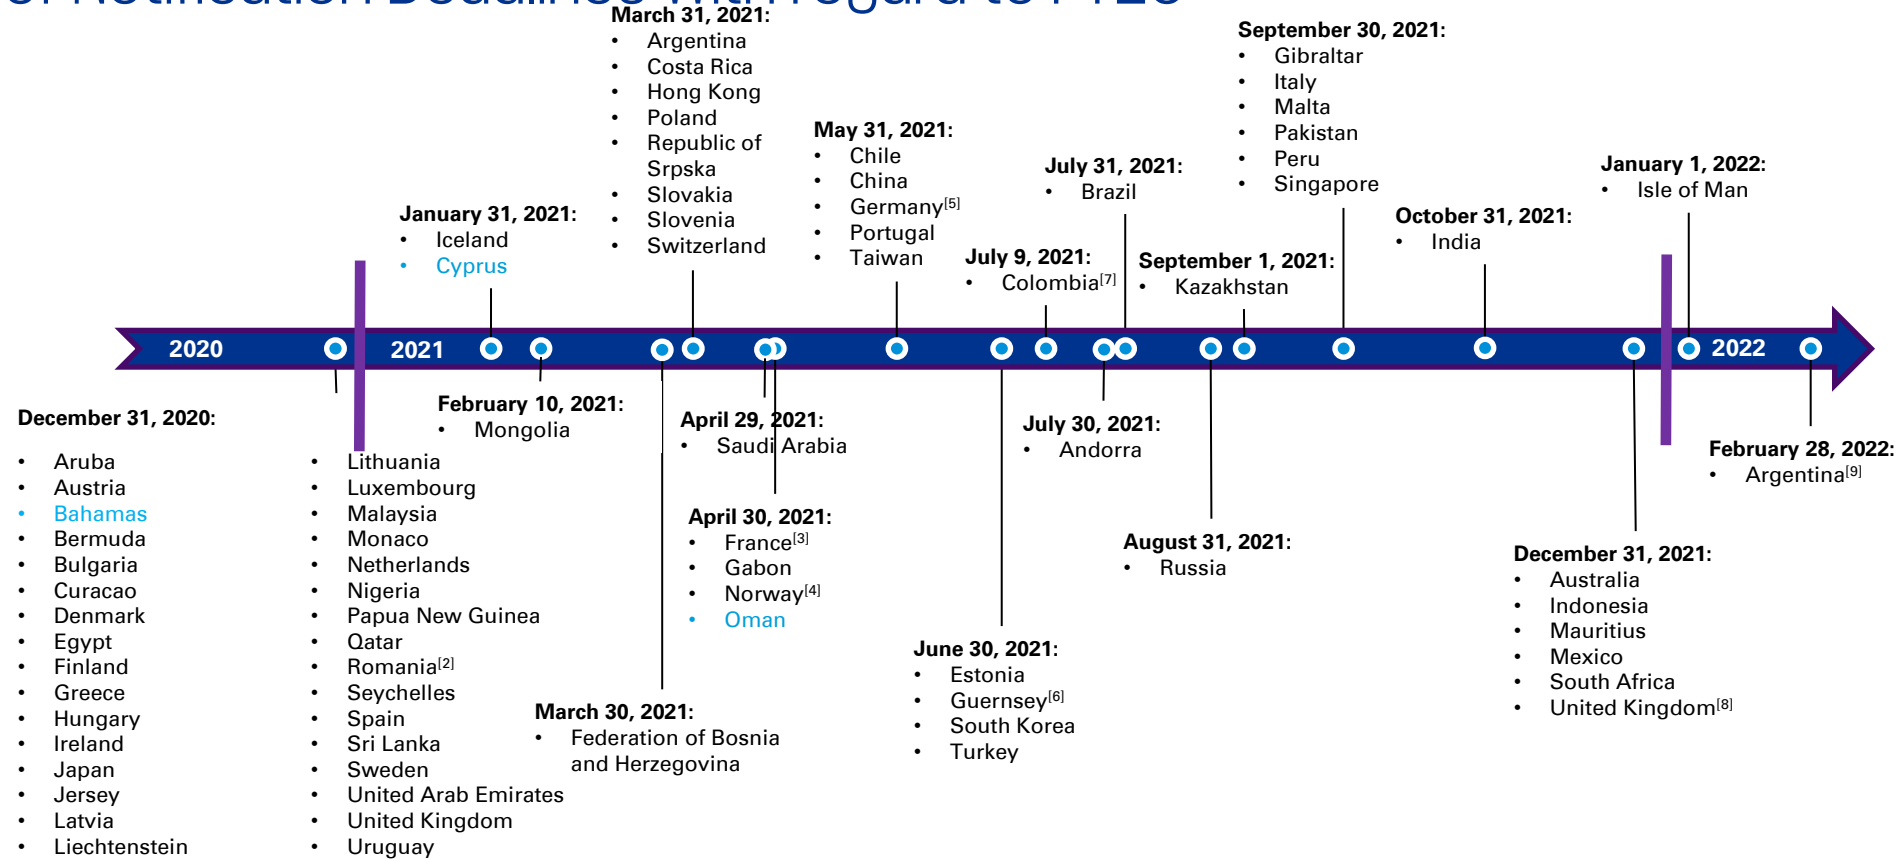 of Notification Deadlines with regard to FY20
March 31, 2021:
• Argentina
• Costa Rica
• Hong Kong
• Poland
• Republic of
Srpska
• Slovakia
• Slovenia
• Switzerland
September 30, 2021:
• Gibraltar
• Italy
• Malta
• Pakistan
• Peru
• Singapore
May 31, 2021:
• Chile
• China
• Germany[5]
• Portugal
• Taiwan
July 31, 2021:
• Brazil
January 1, 2022:
• Isle of Man
January 31, 2021:
• Iceland
• Cyprus
October 31, 2021:
• India
July 9, 2021:
• Colombia[7]
September 1, 2021:
• Kazakhstan
2020
2021
2022
December 31, 2020:
• Aruba
• Austria
• Bahamas
• Bermuda
• Bulgaria
• Curacao
• Denmark
• Egypt
• Finland
• Greece
• Hungary
• Ireland
• Japan
• Jersey
• Latvia
• Liechtenstein
• Lithuania
• Luxembourg
• Malaysia
• Monaco
• Netherlands
• Nigeria
• Papua New Guinea
• Qatar
• Romania[2]
• Seychelles
• Spain
• Sri Lanka
• Sweden
• United Arab Emirates
• United Kingdom
• Uruguay
February 10, 2021:
• Mongolia
March 30, 2021:
• Federation of Bosnia
and Herzegovina
April 29, 2021:
• Saudi Arabia
April 30, 2021:
• France[3]
• Gabon
• Norway[4]
• Oman
June 30, 2021:
• Estonia
• Guernsey[6]
• South Korea
• Turkey
July 30, 2021:
• Andorra
August 31, 2021:
• Russia
December 31, 2021:
• Australia
• Indonesia
• Mauritius
• Mexico
• South Africa
• United Kingdom[8]
February 28, 2022:
• Argentina[9]